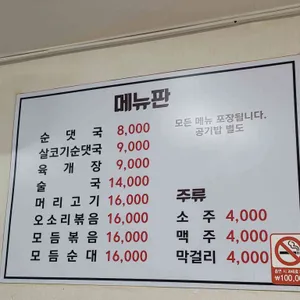 메뉴판
모든 메뉴 포장됩니다.
공기밥 별도
순 댓 국 8,000
살코기순댓국 9,000
육 개 장 9,000
술 국 14,000
머 리 고 기 16,000
오소리볶음 16,000
모 듬 볶 음 16,000
모 듬 순 대 16,000
주류
소 주 4,000
맥 주 4,000
막걸리 4,000
₩100,00